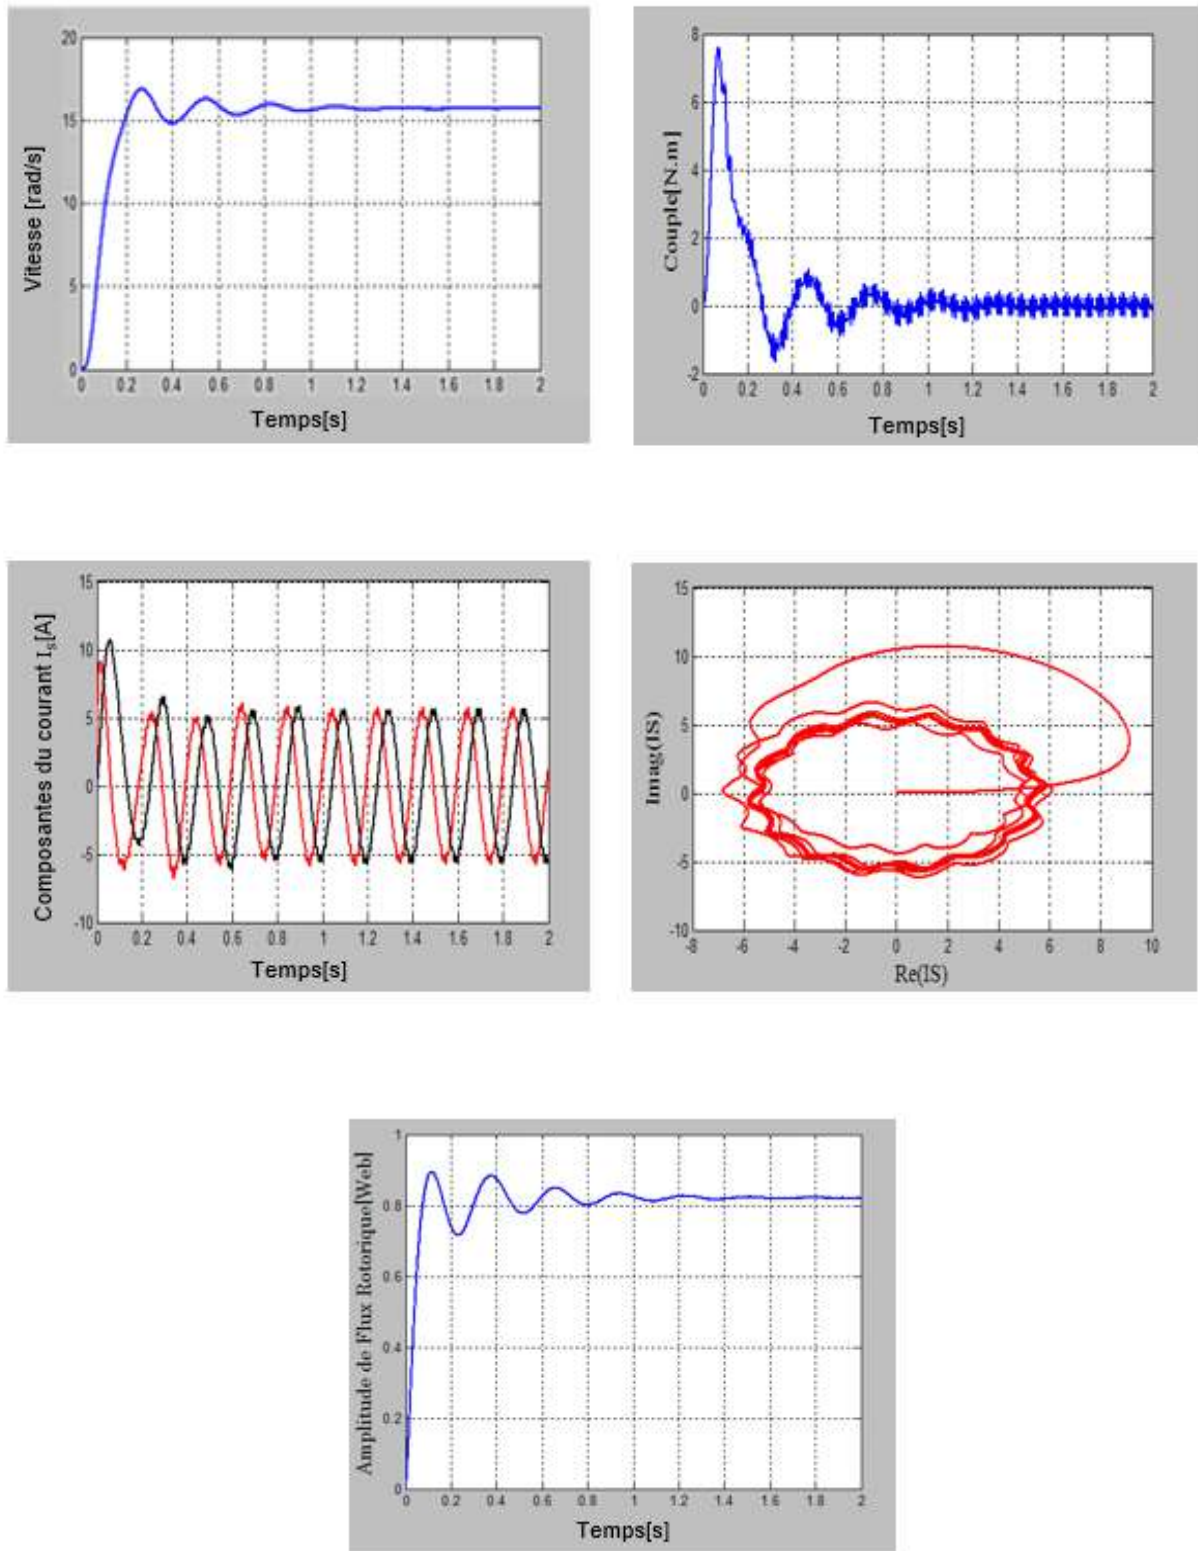 Vitesse [rad/s]
20
15
10
5
0
0 0.2 0.4 0.6 0.8 1 1.2 1.4 1.6 1.8 2
Temps[s]
Couple[N.m]
8
6
4
2
0
-2
0 0.2 0.4 0.6 0.8 1 1.2 1.4 1.6 1.8 2
Temps[s]
Composantes du courant Is[A]
15
10
5
0
-5
-10
0 0.2 0.4 0.6 0.8 1 1.2 1.4 1.6 1.8 2
Temps[s]
Imag(IS)
15
10
5
0
-5
-10
-8 -6 -4 -2 0 2 4 6 8 10
Re(IS)
Amplitude de Flux Rotorique[Web]
1
0.8
0.6
0.4
0.2
0
0 0.2 0.4 0.6 0.8 1 1.2 1.4 1.6 1.8 2
Temps[s]